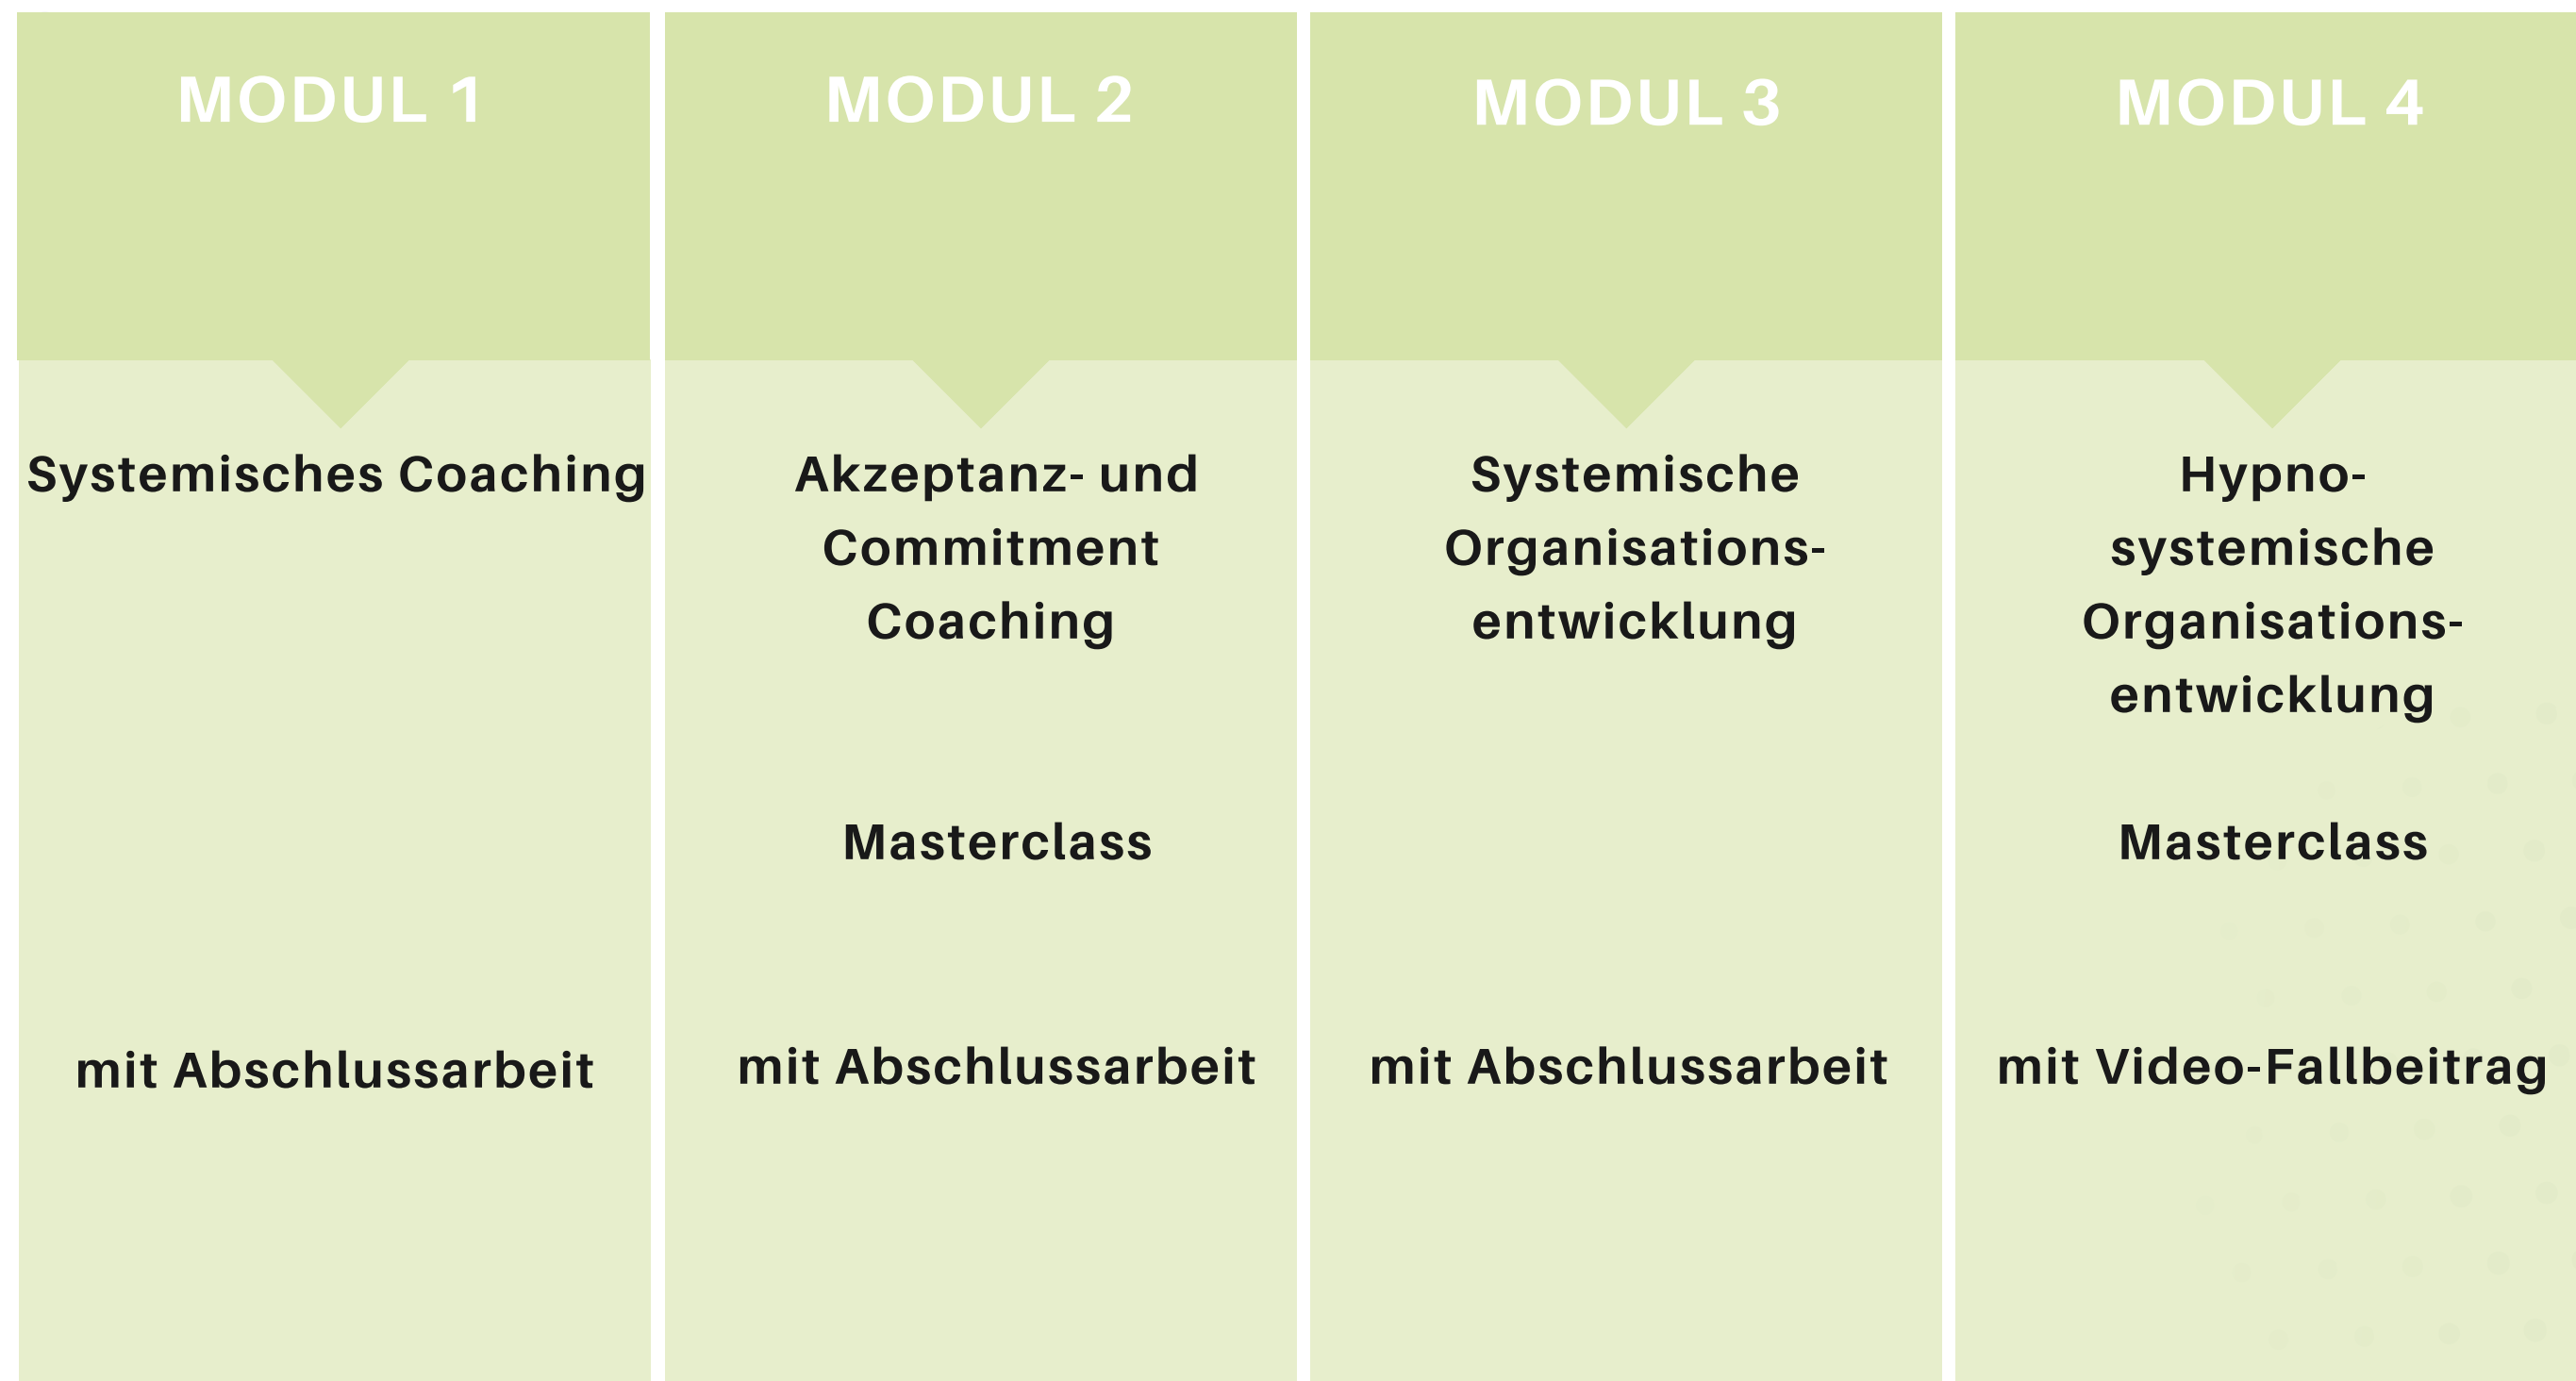 MODUL 1
Systemisches Coaching
mit Abschlussarbeit
MODUL 2
Akzeptanz- und
Commitment
Coaching
Masterclass
mit Abschlussarbeit
MODUL 3
Systemische
Organisations-
entwicklung
mit Abschlussarbeit
MODUL 4
Hypno-
systemische
Organisations-
entwicklung
Masterclass
mit Video-Fallbeitrag